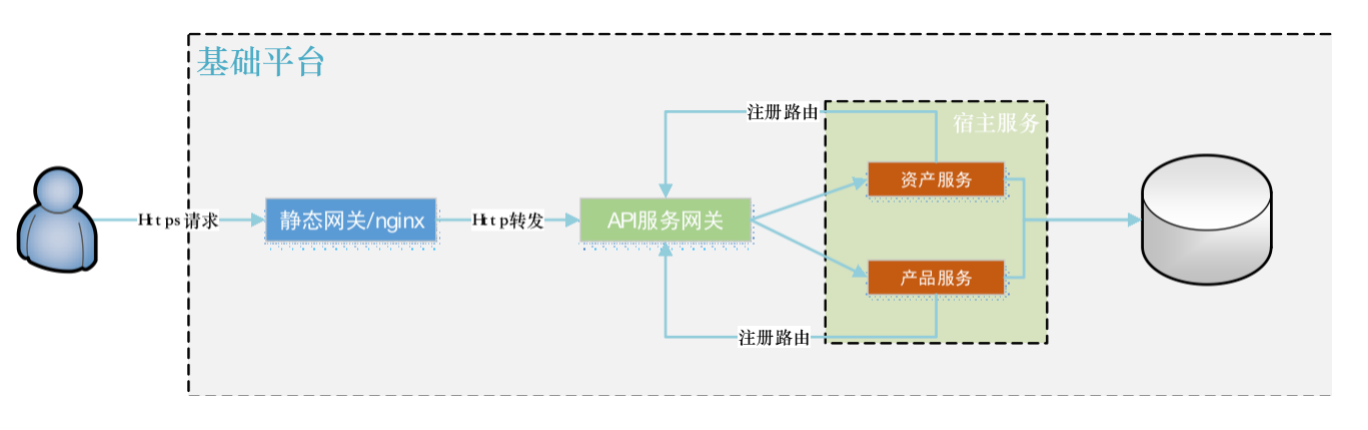 基础平台
注册路由
宿主服务
资产服务
Https请求
静态网关/nginx
Http转发
API服务网关
产品服务
注册路由